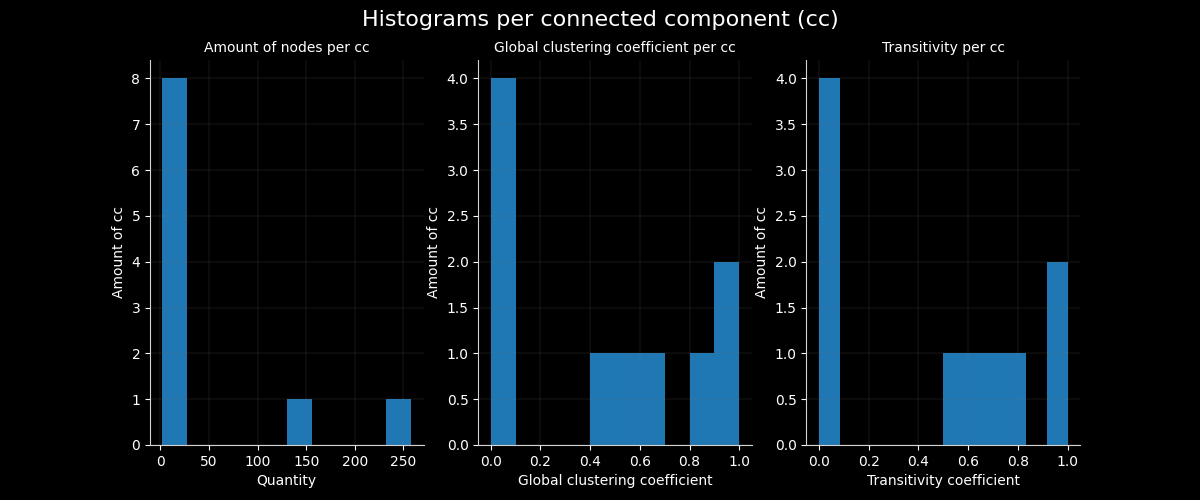 Histograms per connected component (cc)
Amount of nodes per cc
Amount of cc
8
7
6
5
4
3
2
1
0
0 50 100 150 200 250
Quantity
Global clustering coefficient per cc
Amount of cc
4.0
3.5
3.0
2.5
2.0
1.5
1.0
0.5
0.0
0.0 0.2 0.4 0.6 0.8 1.0
Global clustering coefficient
Transitivity per cc
Amount of cc
4.0
3.5
3.0
2.5
2.0
1.5
1.0
0.5
0.0
0.0 0.2 0.4 0.6 0.8 1.0
Transitivity coefficient